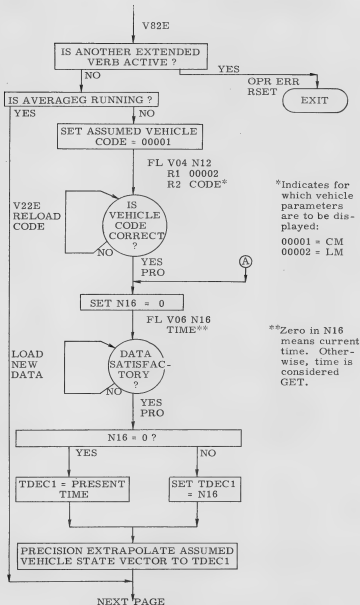 V82E
IS ANOTHER EXTENDED
VERB ACTIVE ?
NO
YES
OPR ERR
RSET
EXIT
IS AVERAGEG RUNNING ?
YES
NO
SET ASSUMED VEHICLE
CODE = 00001
FL V04 N12
R1 00002
R2 CODE*
V22E
RELOAD
CODE
IS
VEHICLE
CODE
CORRECT
?
NO
YES
PRO
*Indicates for
which vehicle
parameters
are to be dis-
played:
00001 = CM
00002 = LM
A
SET N16 = 0
FL V06 N16
TIME**
LOAD
NEW
DATA
DATA
SATISFAC-
TORY
?
NO
YES
PRO
**Zero in N16
means current
time. Other-
wise, time is
considered
GET.
N16 = 0 ?
YES
NO
TDEC1 = PRESENT
TIME
SET TDEC1
= N16
PRECISION EXTRAPOLATE ASSUMED
VEHICLE STATE VECTOR TO TDEC1
NEXT PAGE